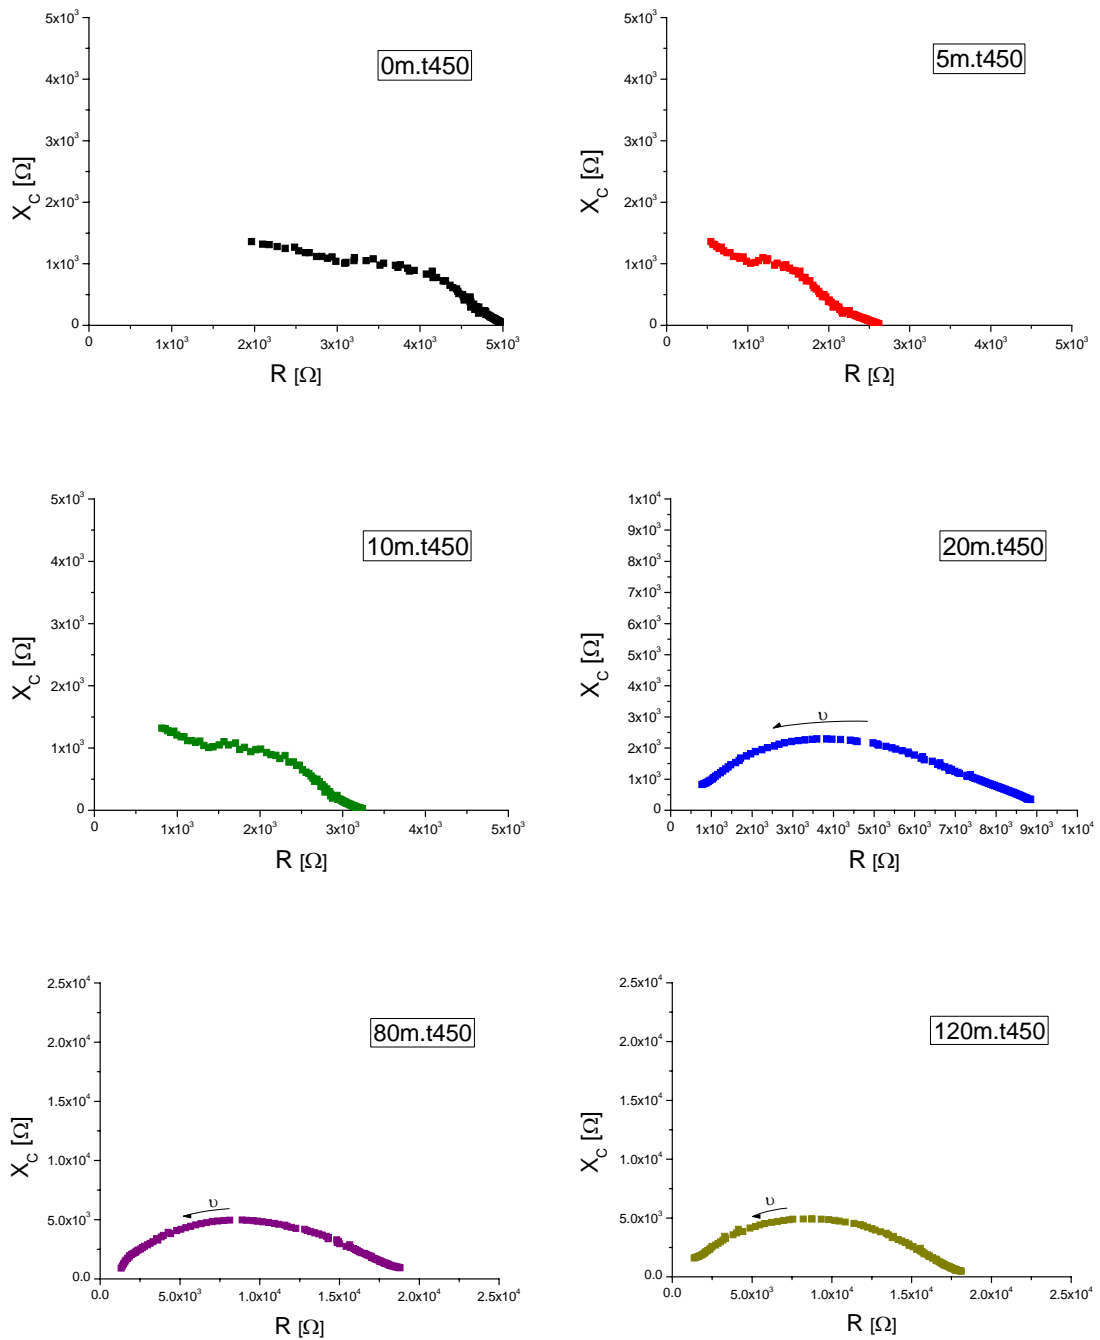 0m.t450
5x10³
4x10³
3x10³
2x10³
1x10³
0
X_C [Ω]
0 1x10³ 2x10³ 3x10³ 4x10³ 5x10³
R [Ω]
5m.t450
5x10³
4x10³
3x10³
2x10³
1x10³
0
X_C [Ω]
0 1x10³ 2x10³ 3x10³ 4x10³ 5x10³
R [Ω]
10m.t450
5x10³
4x10³
3x10³
2x10³
1x10³
0
X_C [Ω]
0 1x10³ 2x10³ 3x10³ 4x10³ 5x10³
R [Ω]
20m.t450
1x10⁴
9x10³
8x10³
7x10³
6x10³
5x10³
4x10³
3x10³
2x10³
1x10³
0
X_C [Ω]
υ
0 1x10³ 2x10³ 3x10³ 4x10³ 5x10³ 6x10³ 7x10³ 8x10³ 9x10³ 1x10⁴
R [Ω]
80m.t450
2.5x10⁴
2.0x10⁴
1.5x10⁴
1.0x10⁴
5.0x10³
0.0
X_C [Ω]
υ
0.0 5.0x10³ 1.0x10⁴ 1.5x10⁴ 2.0x10⁴ 2.5x10⁴
R [Ω]
120m.t450
2.5x10⁴
2.0x10⁴
1.5x10⁴
1.0x10⁴
5.0x10³
0.0
X_C [Ω]
υ
0.0 5.0x10³ 1.0x10⁴ 1.5x10⁴ 2.0x10⁴ 2.5x10⁴
R [Ω]